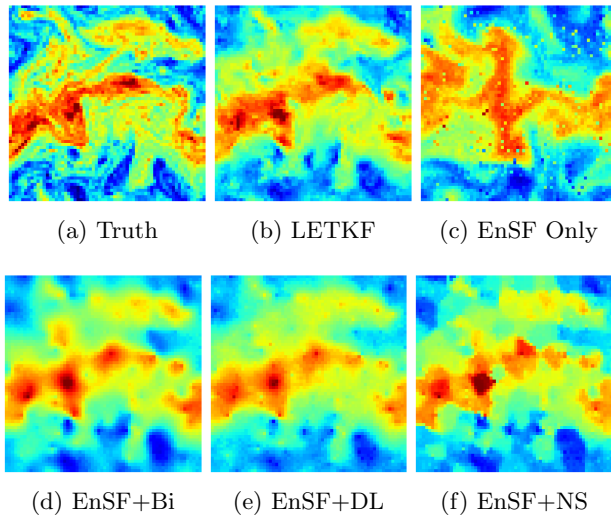 (a) Truth
(b) LETKF
(c) EnSF Only
(d) EnSF+Bi
(e) EnSF+DL
(f) EnSF+NS